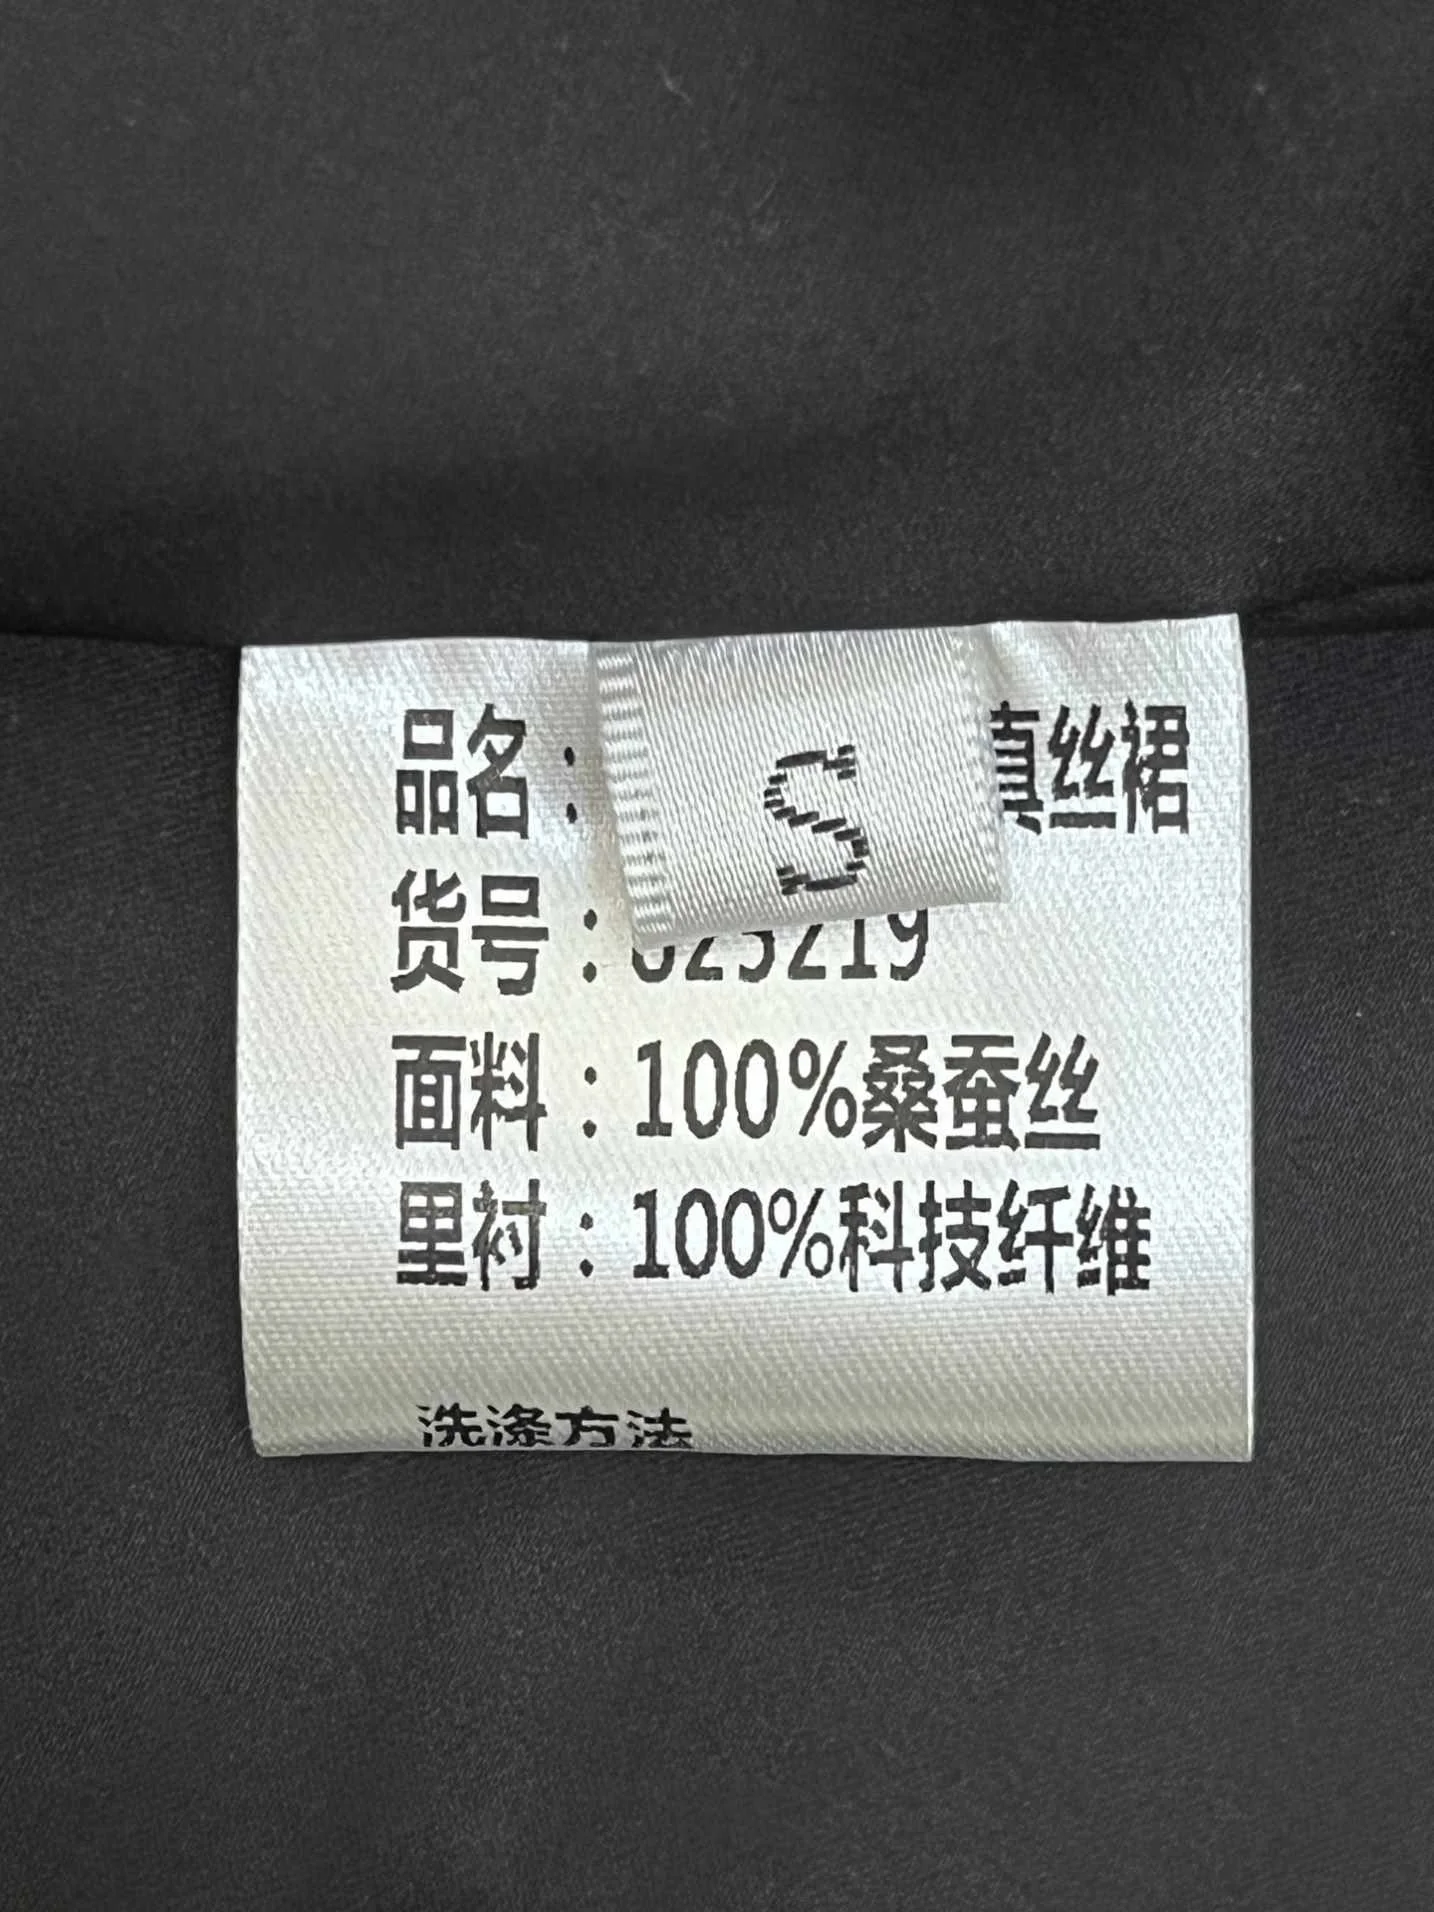 品名：
真丝裙
S
货号：
面料：100%桑蚕丝
里衬：100%科技纤维
洗涤方法